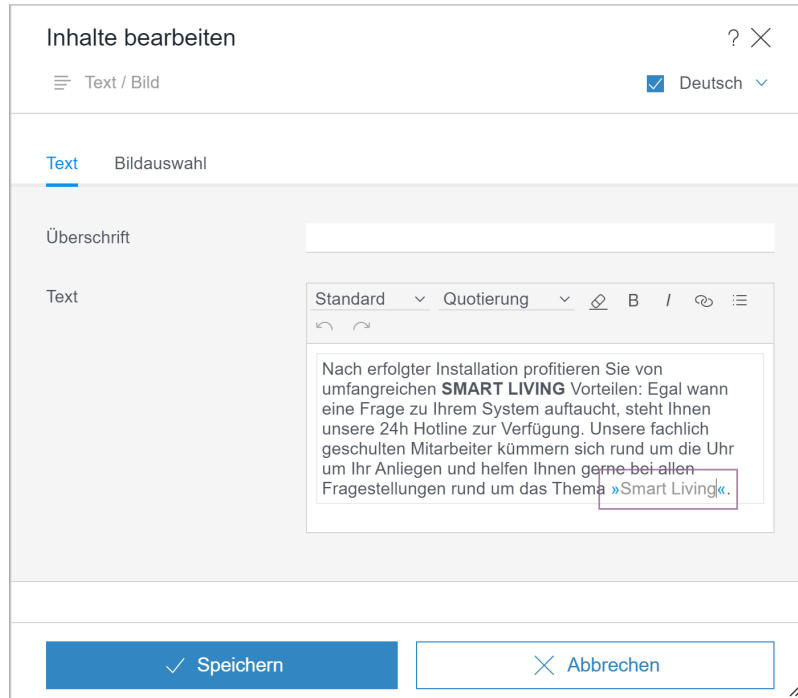 Inhalte bearbeiten
?
Text / Bild
Deutsch
Text Bildauswahl
Überschrift
Text
Standard Quotierung B I
Nach erfolgter Installation profitieren Sie von
umfangreichen SMART LIVING Vorteilen: Egal wann
eine Frage zu Ihrem System auftaucht, steht Ihnen
unsere 24h Hotline zur Verfügung. Unsere fachlich
geschulten Mitarbeiter kümmern sich rund um die Uhr
um Ihr Anliegen und helfen Ihnen gerne bei allen
Fragestellungen rund um das Thema »Smart Living«.
Speichern Abbrechen